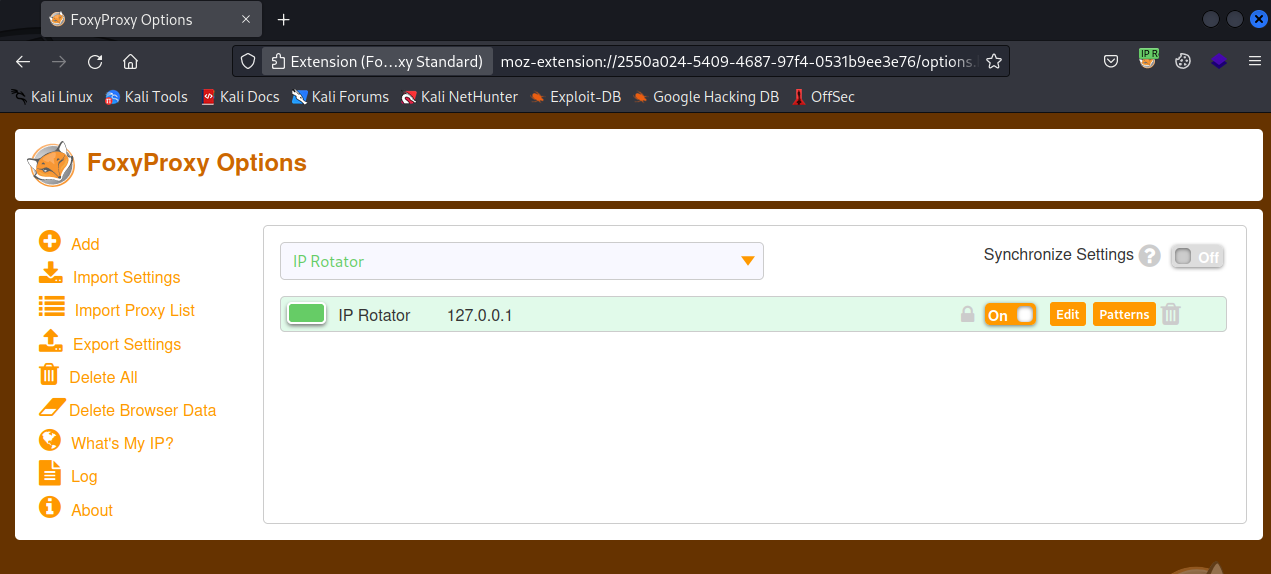 FoxyProxy Options
Extension (Fo...xy Standard) moz-extension://2550a024-5409-4687-97f4-0531b9ee3e76/options.
IP R
Kali Linux Kali Tools Kali Docs Kali Forums Kali NetHunter Exploit-DB Google Hacking DB OffSec
FoxyProxy Options
Add
Import Settings
Import Proxy List
Export Settings
Delete All
Delete Browser Data
What's My IP?
Log
About
IP Rotator
Synchronize Settings ? Off
IP Rotator 127.0.0.1 On Edit Patterns